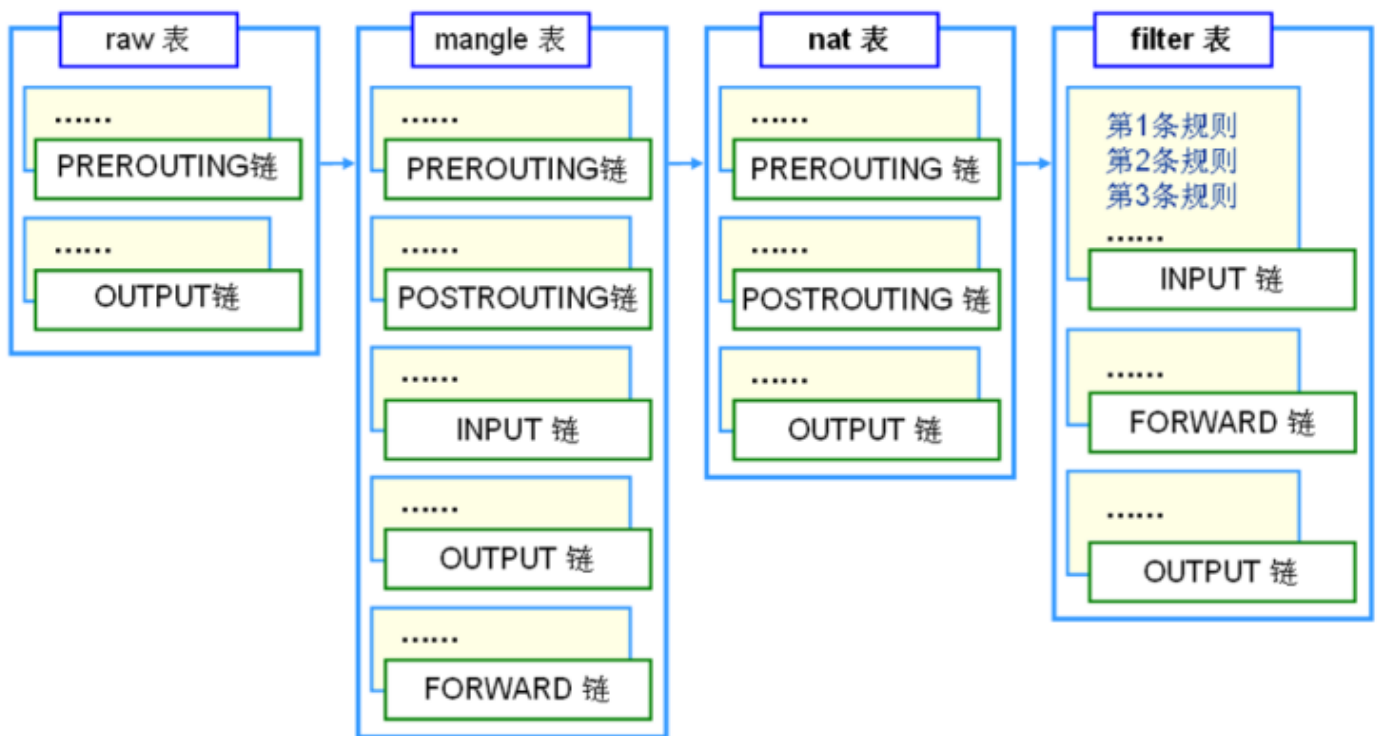 raw 表
……
PREROUTING链
……
OUTPUT链
mangle 表
……
PREROUTING链
……
POSTROUTING链
……
INPUT 链
……
OUTPUT 链
……
FORWARD 链
nat 表
……
PREROUTING 链
……
POSTROUTING 链
……
OUTPUT 链
filter 表
第1条规则
第2条规则
第3条规则
……
INPUT 链
……
FORWARD 链
……
OUTPUT 链